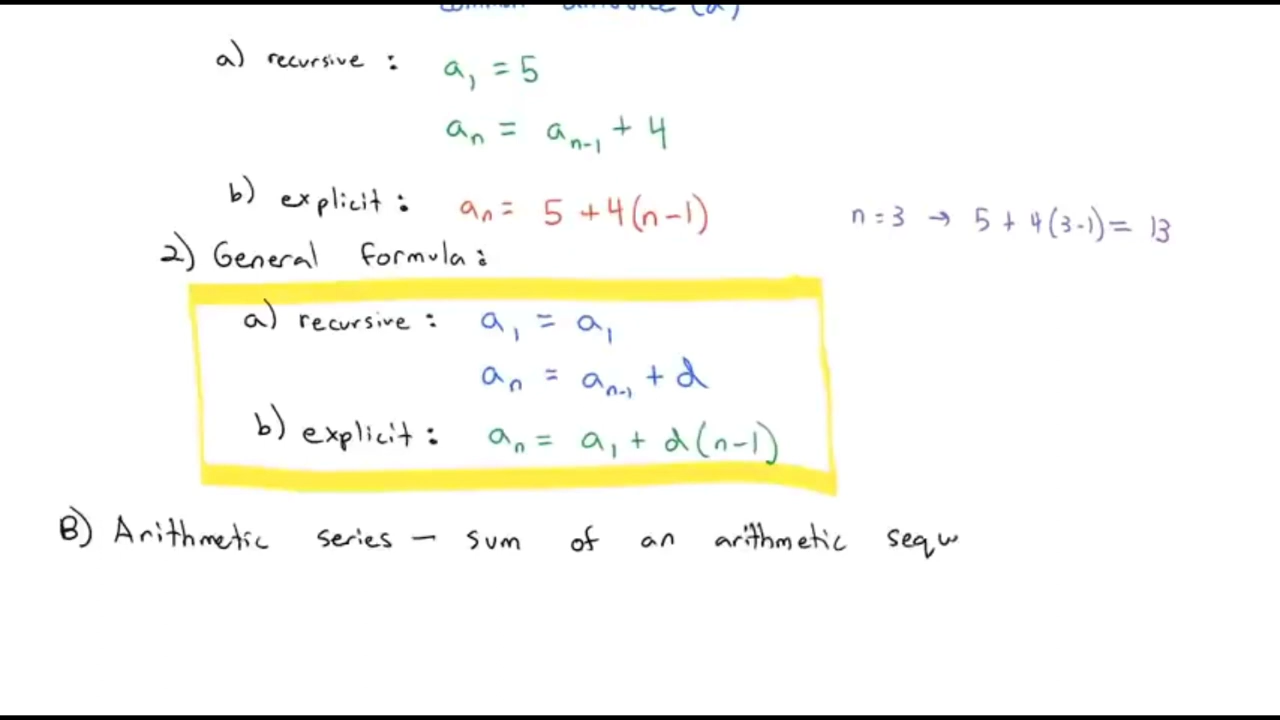 a) recursive : a₁ = 5
aₙ = aₙ₋₁ + 4
b) explicit : aₙ = 5 + 4(n-1) n = 3 → 5 + 4(3-1) = 13
2) General formula :
a) recursive : a₁ = a₁
aₙ = aₙ₋₁ + d
b) explicit : aₙ = a₁ + d(n-1)
B) Arithmetic series - sum of an arithmetic sequ